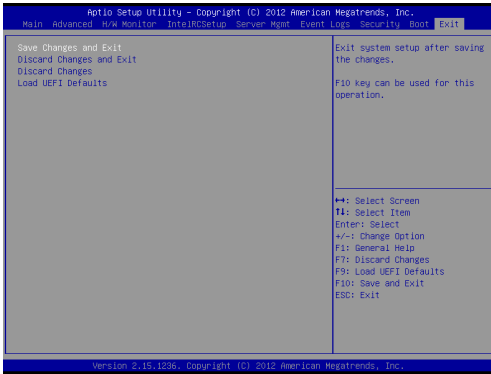 Aptio Setup Utility – Copyright (C) 2012 American Megatrends, Inc.
Main Advanced H/W Monitor IntelRCSetup Server Mgmt Event Logs Security Boot Exit
Save Changes and Exit
Discard Changes and Exit
Discard Changes
Load UEFI Defaults
Exit system setup after saving
the changes.
F10 key can be used for this
operation.
↔: Select Screen
↑↓: Select Item
Enter: Select
+/-: Change Option
F1: General Help
F7: Discard Changes
F9: Load UEFI Defaults
F10: Save and Exit
ESC: Exit
Version 2.15.1236. Copyright (C) 2012 American Megatrends, Inc.